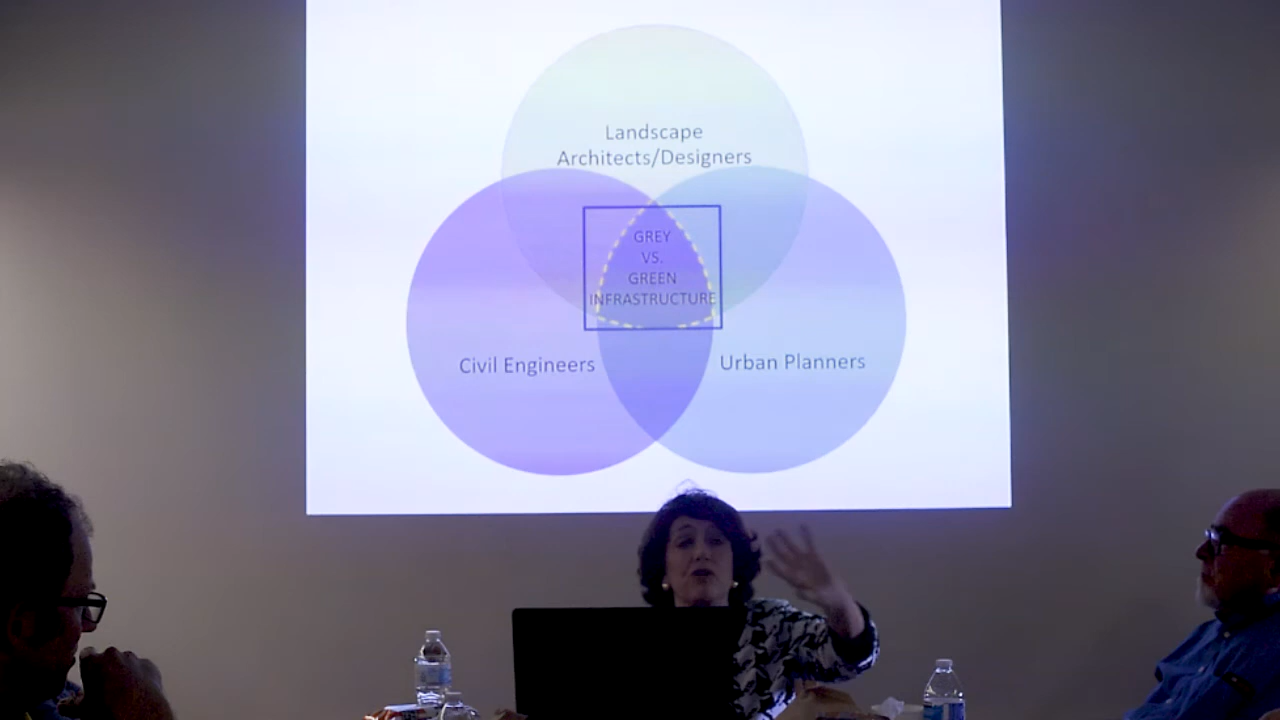 Landscape
Architects/Designers
GREY
VS.
GREEN
INFRASTRUCTURE
Civil Engineers
Urban Planners